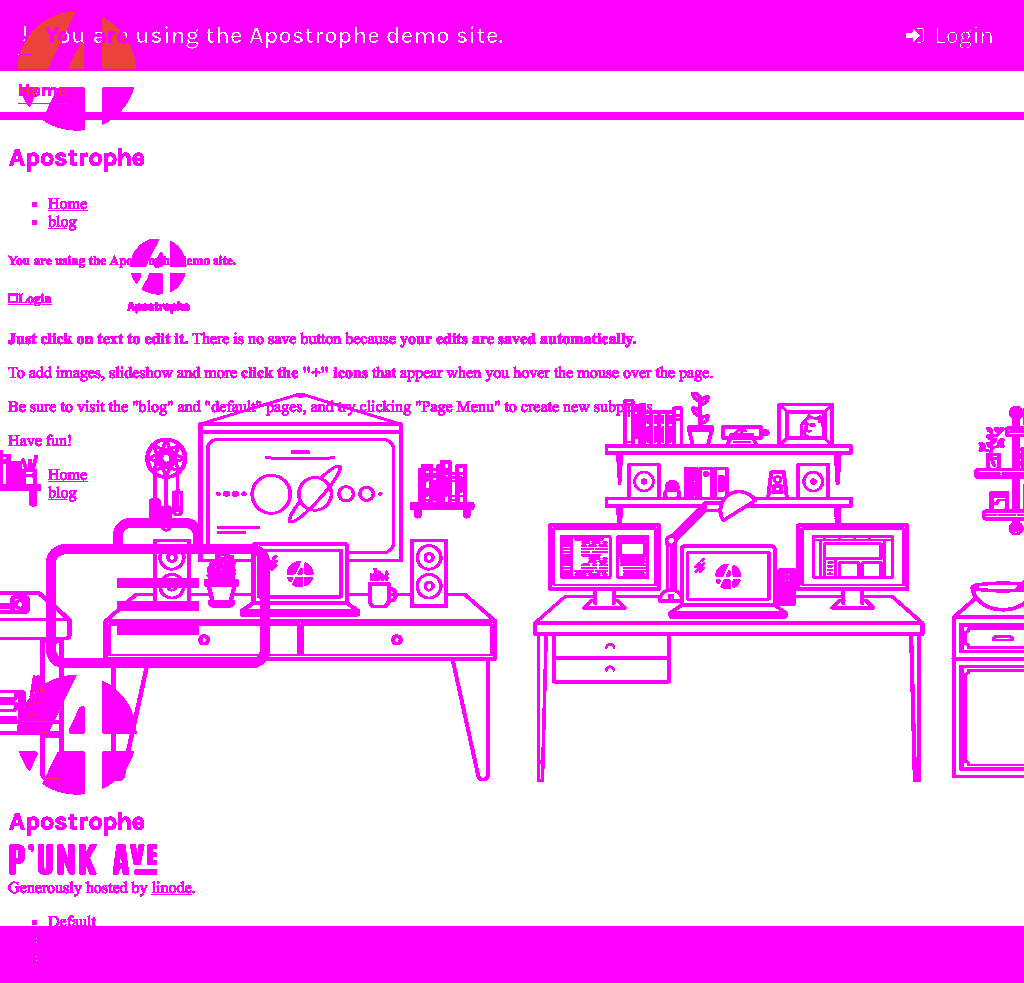 ! You are using the Apostrophe demo site.
Login
Home
Apostrophe
Home
blog
You are using the Apostrophe demo site.
Login
Apostrophe
Just click on text to edit it. There is no save button because your edits are saved automatically.
To add images, slideshow and more click the "+" icons that appear when you hover the mouse over the page.
Be sure to visit the "blog" and "default" pages, and try clicking "Page Menu" to create new subpages.
Have fun!
Home
blog
Apostrophe
P'UNK AVE
Generously hosted by linode.
Default